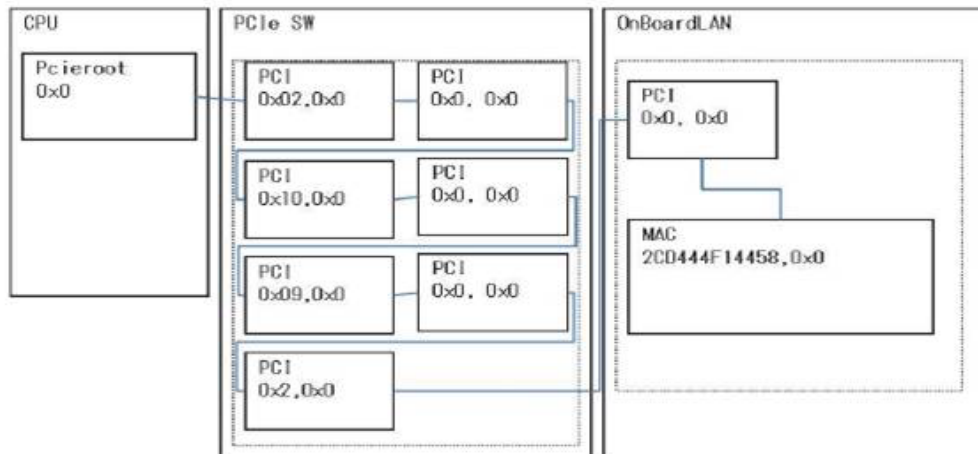 CPU
Pcieroot
0x0
PCIe SW
PCI
0x02,0x0
PCI
0x0, 0x0
PCI
0x10,0x0
PCI
0x0, 0x0
PCI
0x09,0x0
PCI
0x0, 0x0
PCI
0x2,0x0
OnBoardLAN
PCI
0x0, 0x0
MAC
2CD444F14458,0x0